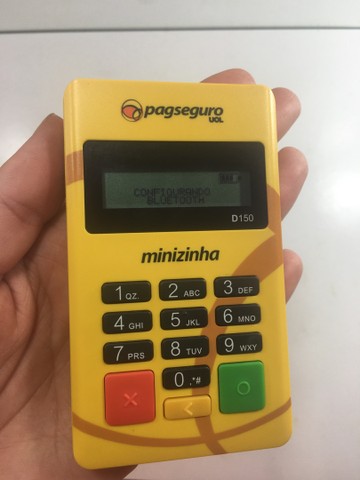 pagseguro
UOL
CONFIGURANDO
BLUETOOTH
D150
minizinha
1 QZ. 2 ABC 3 DEF
4 GHI 5 JKL 6 MNO
7 PRS 8 TUV 9 WXY
0 ,*#
X < O